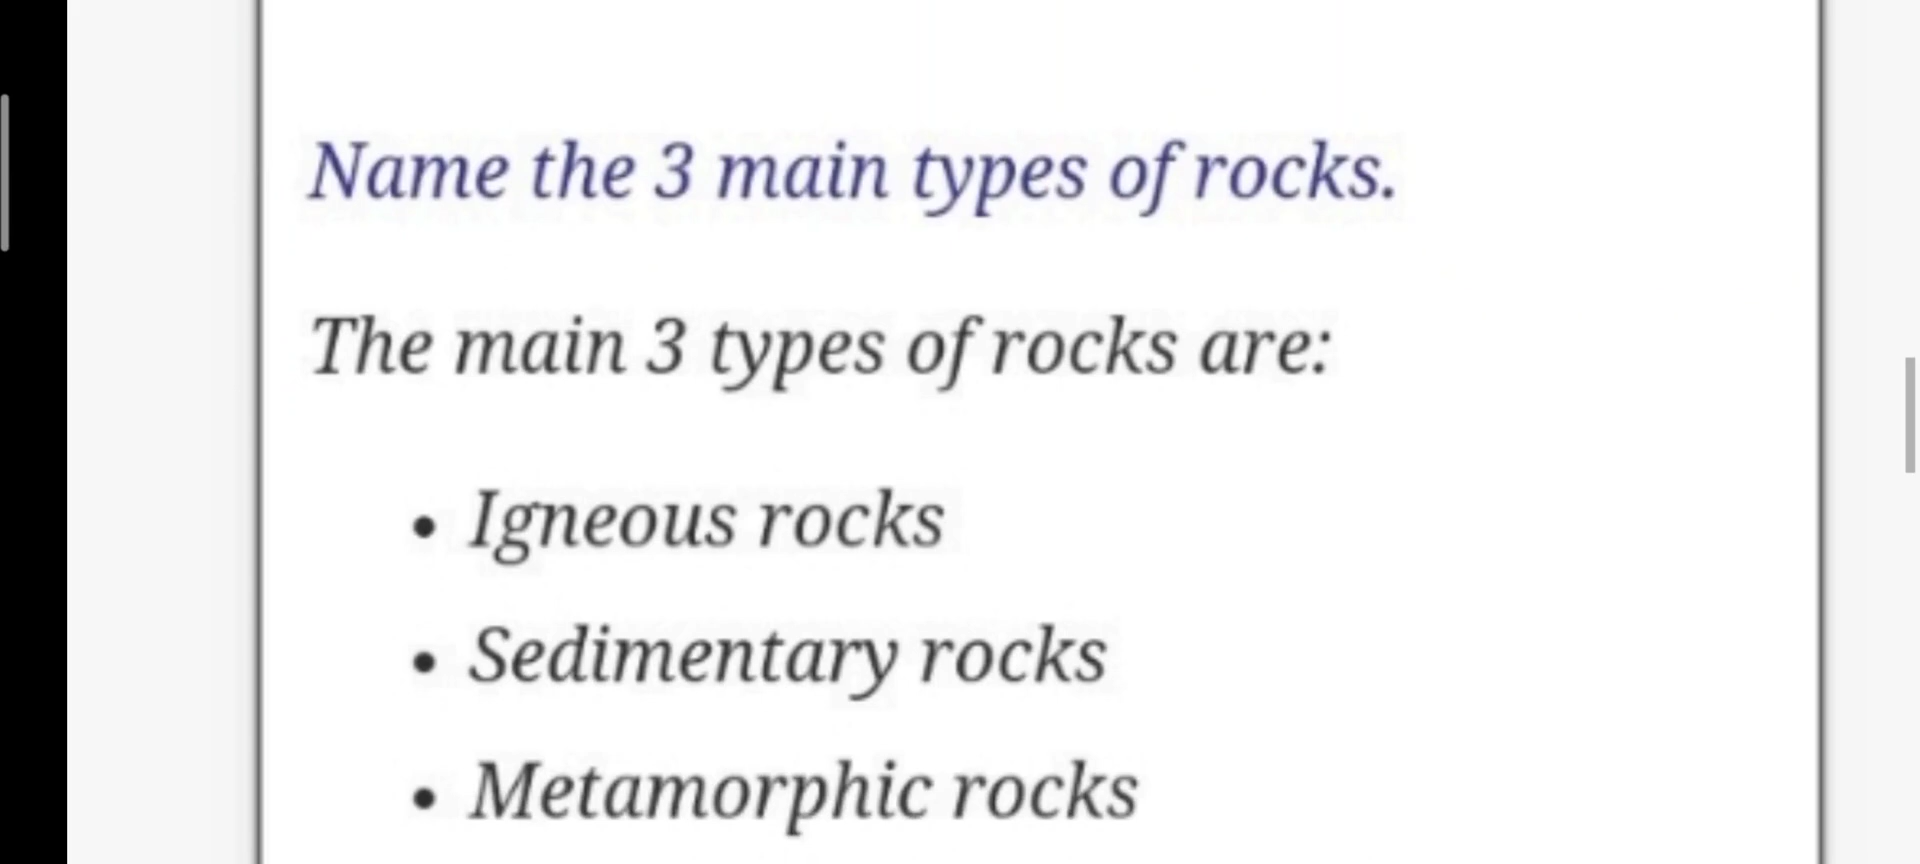 Name the 3 main types of rocks.
The main 3 types of rocks are:
• Igneous rocks
• Sedimentary rocks
• Metamorphic rocks